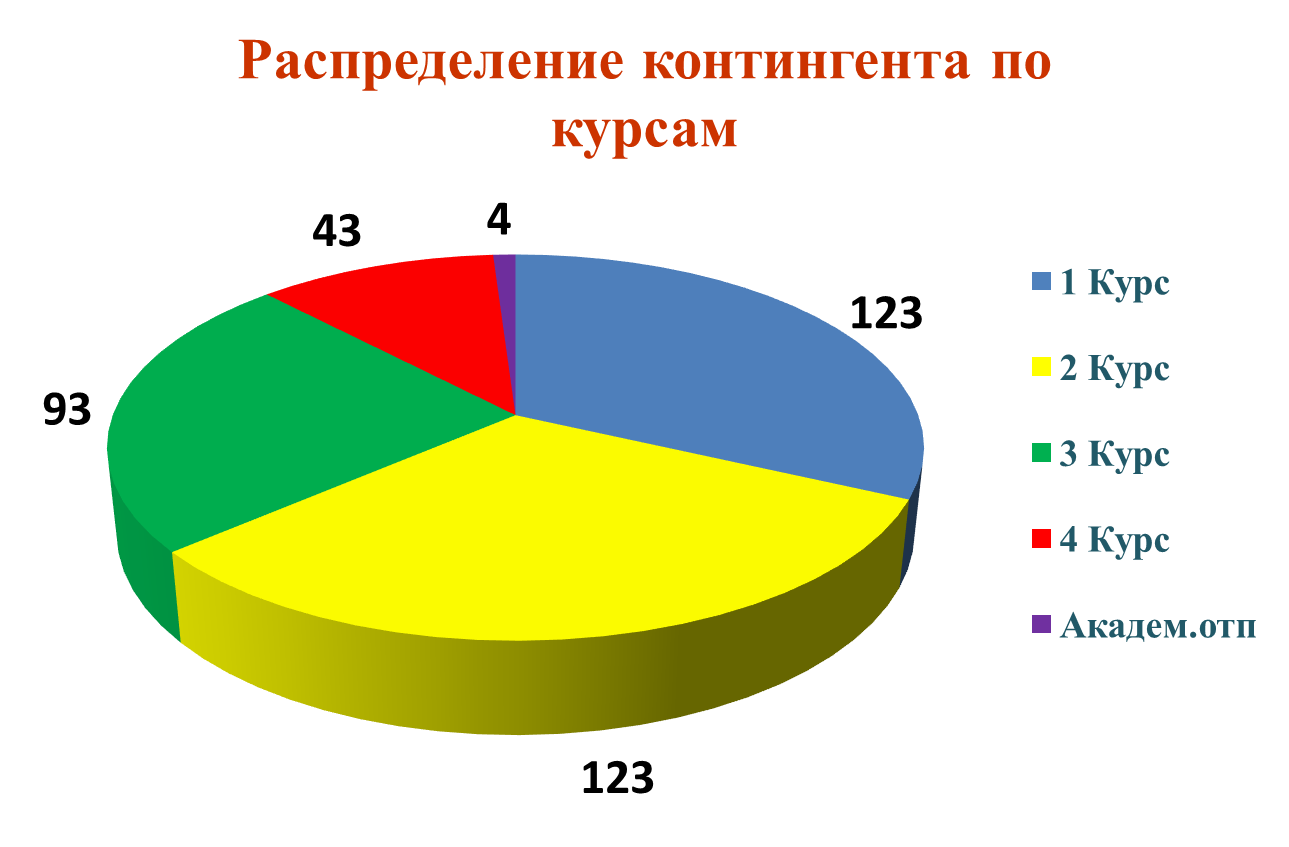 Распределение контингента по
курсам
43
4
123
93
123
1 Курс
2 Курс
3 Курс
4 Курс
Академ.отп